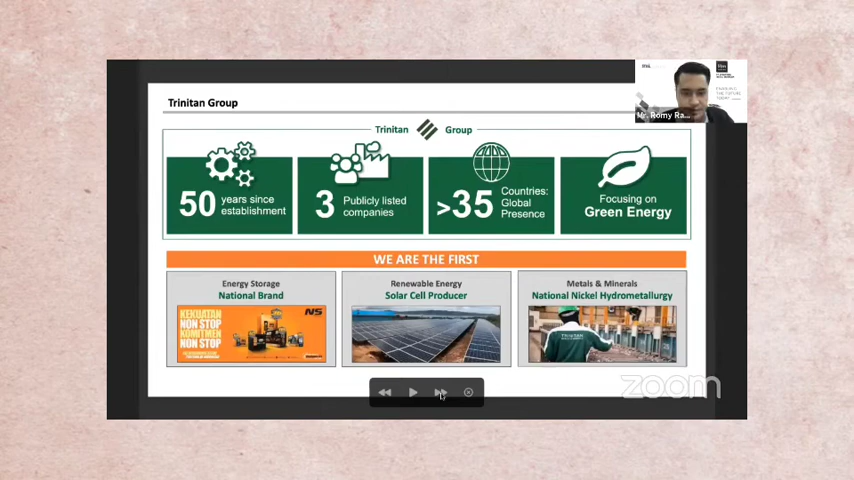 Trinitan Group
Mr. Romy Ra...
Trinitan Group
50 years since
establishment
3 Publicly listed
companies
>35 Countries:
Global
Presence
Focusing on
Green Energy
WE ARE THE FIRST
Energy Storage
National Brand
KEKUATAN
NON STOP
KOMITMEN
NON STOP
NS
Renewable Energy
Solar Cell Producer
Metals & Minerals
National Nickel Hydrometallurgy
TRINITAN
zoom